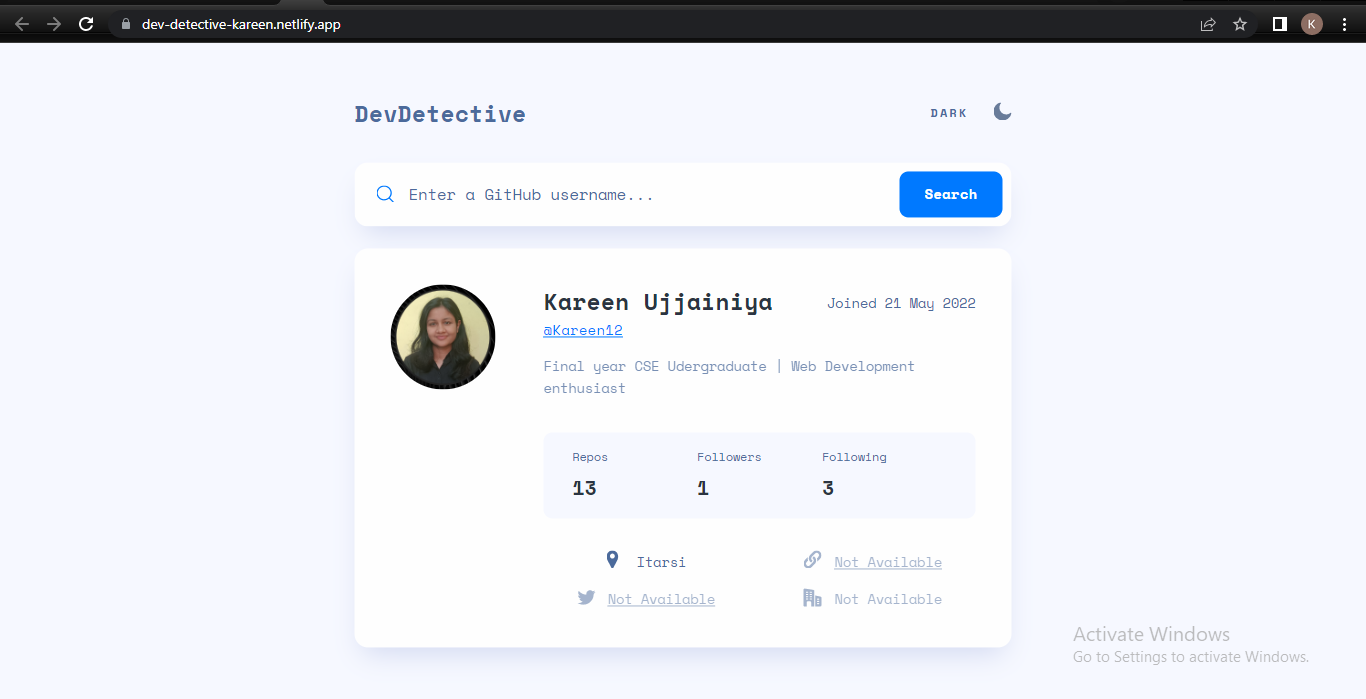 dev-detective-kareen.netlify.app
K
DevDetective
DARK
Enter a GitHub username...
Search
Kareen Ujjainiya
Joined 21 May 2022
@Kareen12
Final year CSE Udergraduate | Web Development
enthusiast
Repos
Followers
Following
13
1
3
Itarsi
Not Available
Not Available
Not Available
Activate Windows
Go to Settings to activate Windows.